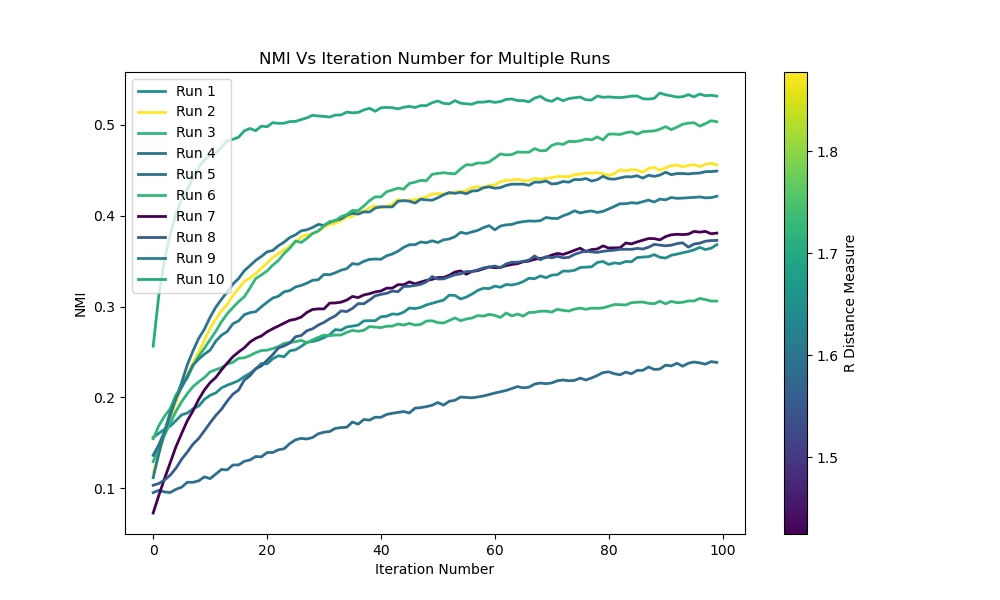 NMI Vs Iteration Number for Multiple Runs
Run 1
Run 2
Run 3
Run 4
Run 5
Run 6
Run 7
Run 8
Run 9
Run 10
NMI
0.5
0.4
0.3
0.2
0.1
0 20 40 60 80 100
Iteration Number
1.8
1.7
1.6
1.5
R Distance Measure